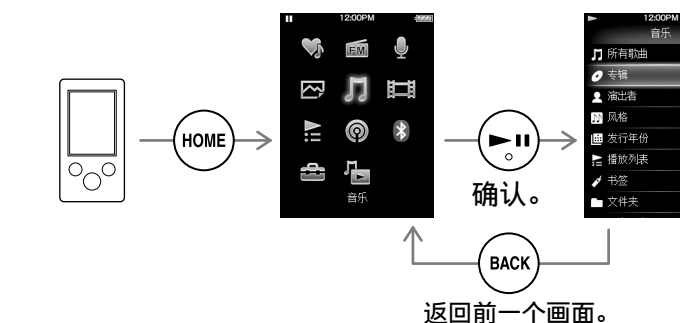 12:00PM
FM
音乐
HOME
确认。
12:00PM
音乐
所有歌曲
专辑
演出者
风格
发行年份
播放列表
书签
文件夹
BACK
返回前一个画面。